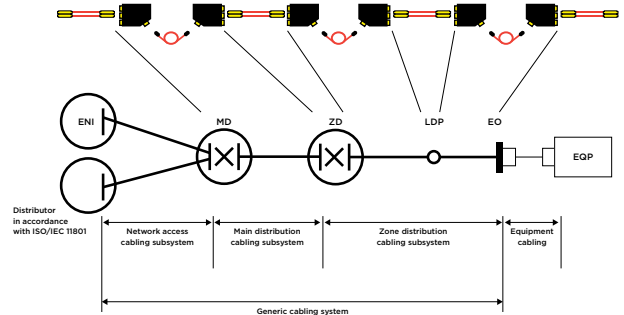 MD
ZD
LDP
EO
ENI
EQP
Distributor
in accordance
with ISO/IEC 11801
Network access
cabling subsystem
Main distribution
cabling subsystem
Zone distribution
cabling subsystem
Equipment
cabling
Generic cabling system